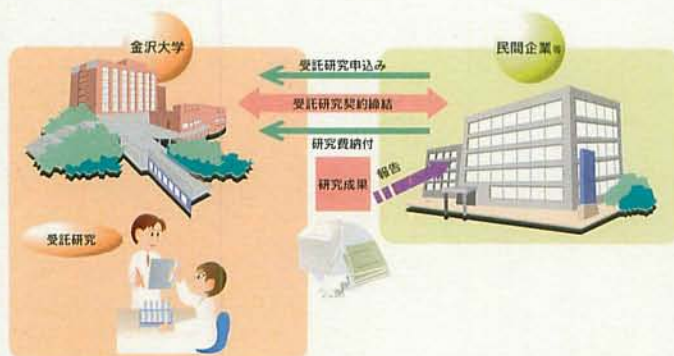 金沢大学
民間企業等
受託研究申込み
受託研究契約締結
研究費納付
研究成果
報告
受託研究